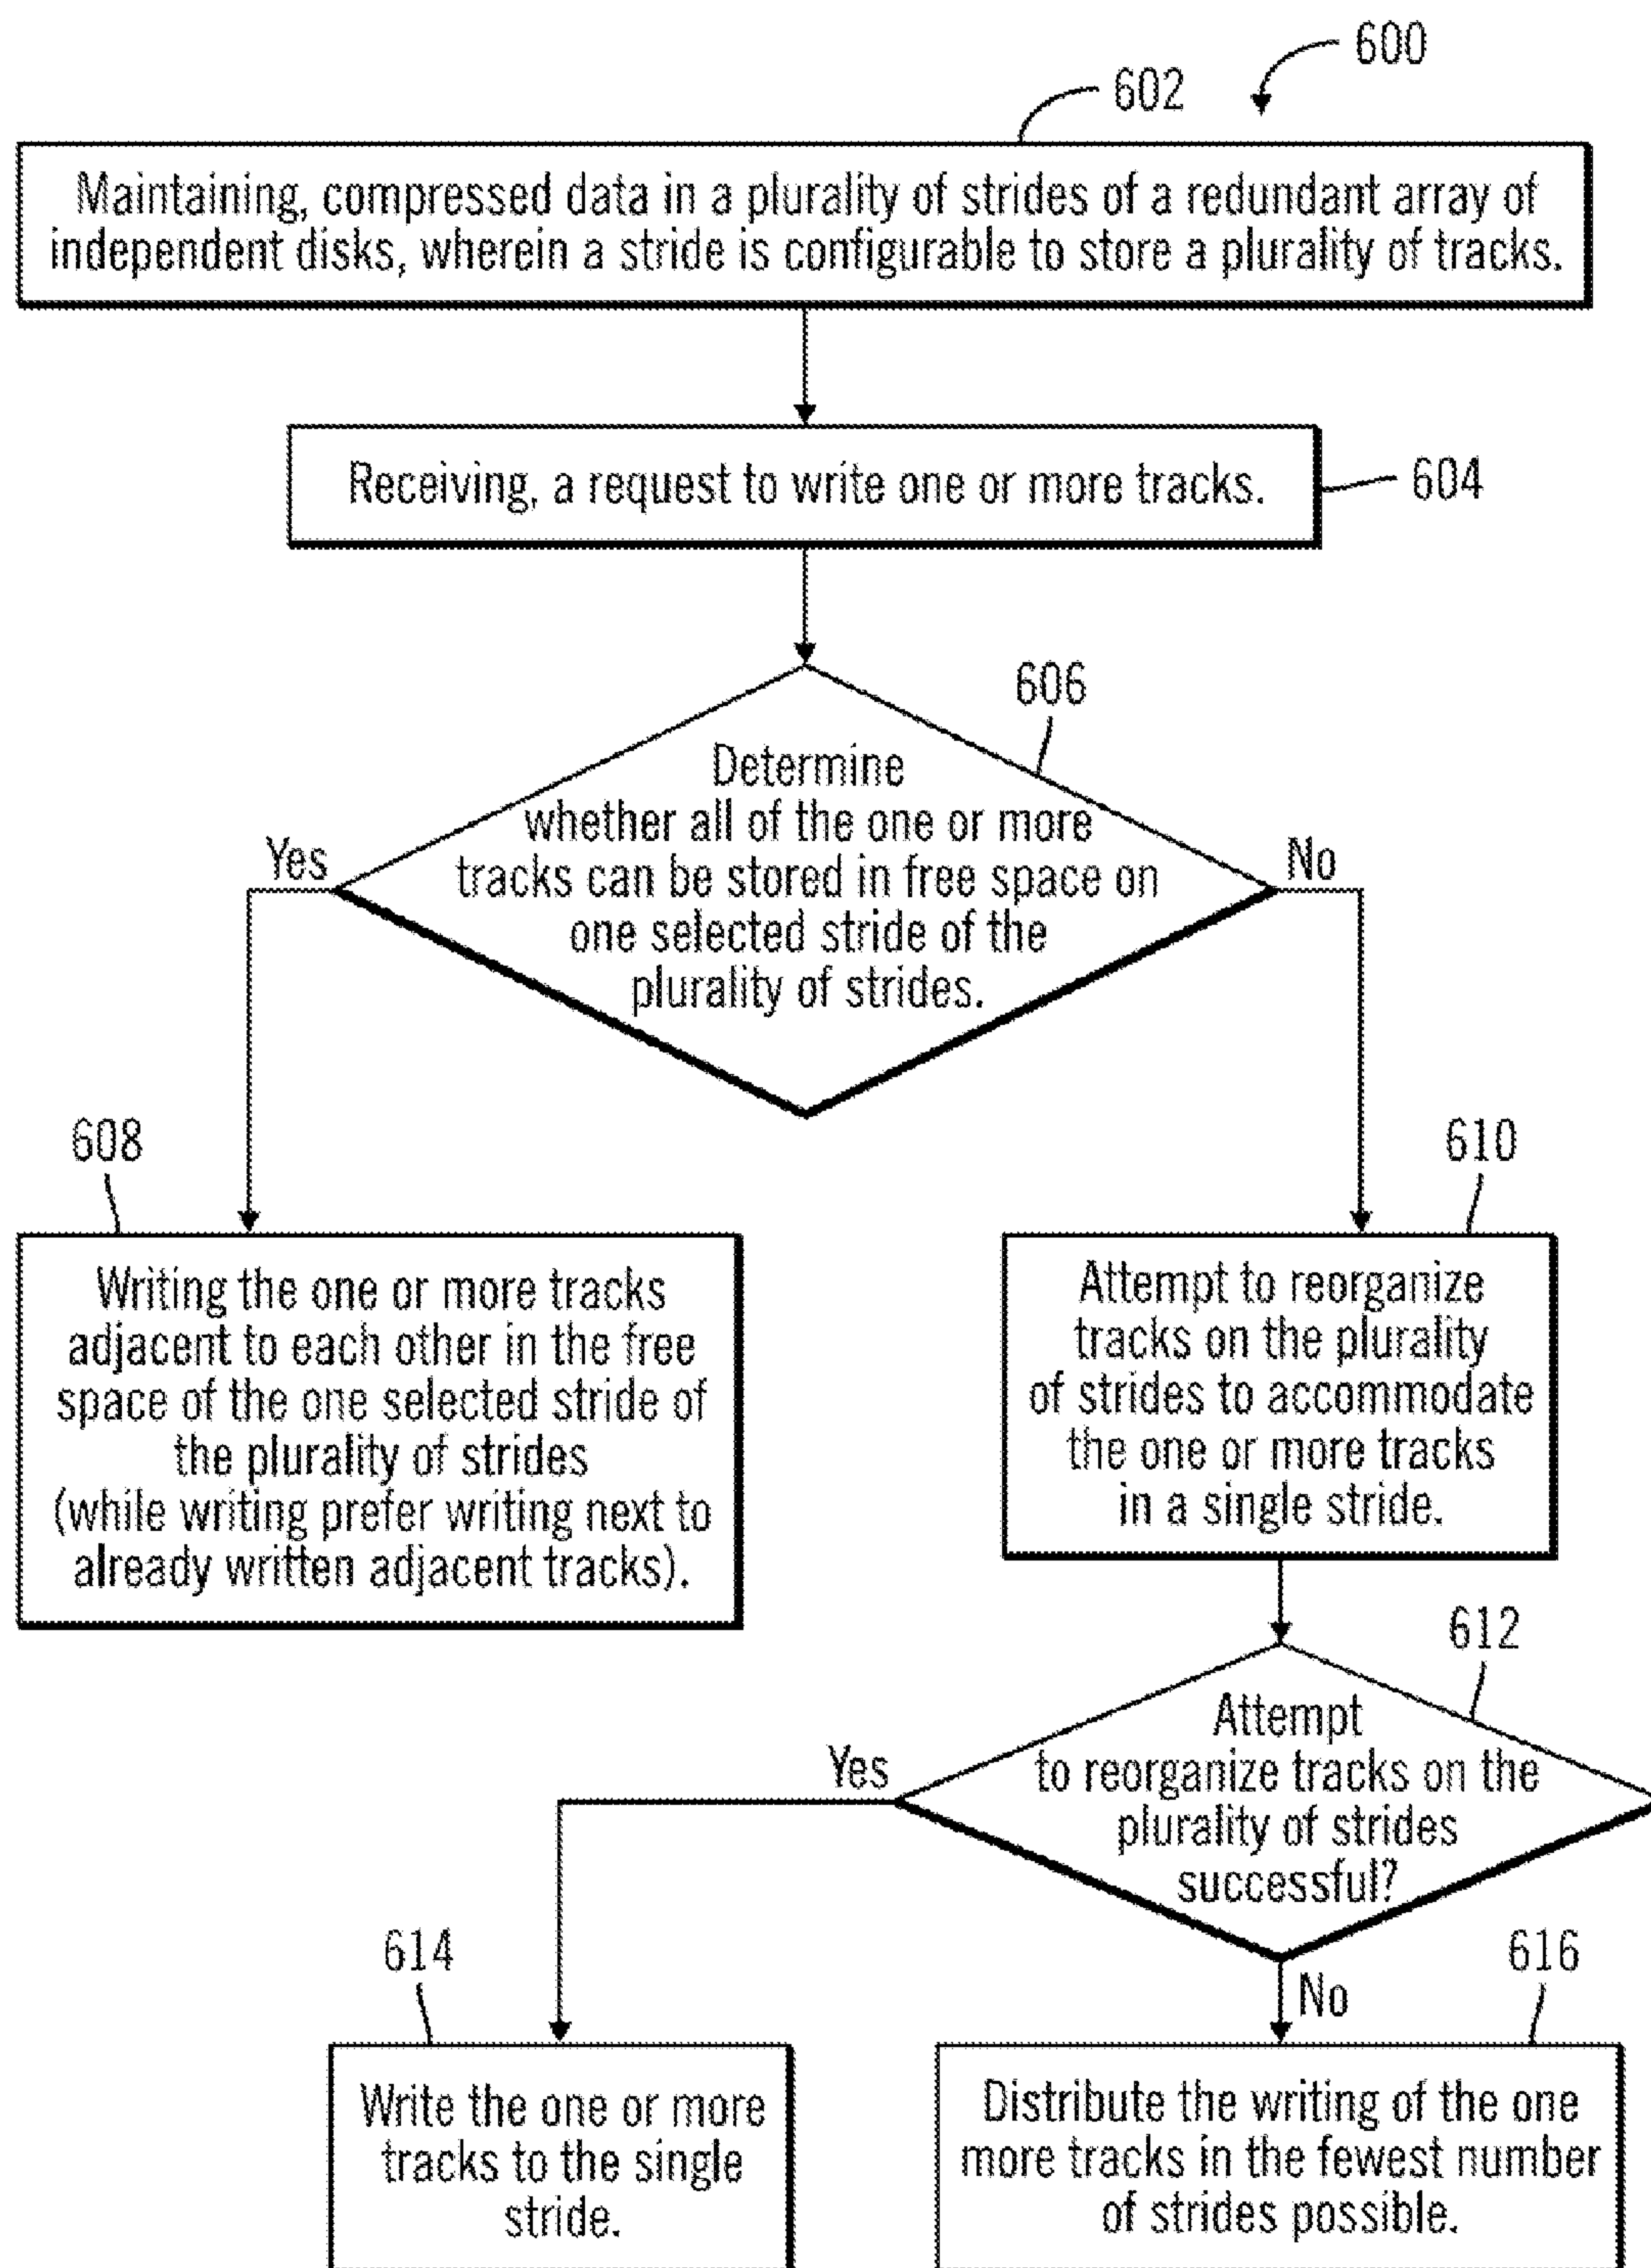 600
602
Maintaining, compressed data in a plurality of strides of a redundant array of
independent disks, wherein a stride is configurable to store a plurality of tracks.
Receiving, a request to write one or more tracks.
604
606
Determine
whether all of the one or more
tracks can be stored in free space on
one selected stride of the
plurality of strides.
Yes
No
608
Writing the one or more tracks
adjacent to each other in the free
space of the one selected stride of
the plurality of strides
(while writing prefer writing next to
already written adjacent tracks).
610
Attempt to reorganize
tracks on the plurality
of strides to accommodate
the one or more tracks
in a single stride.
612
Attempt
to reorganize tracks on the
plurality of strides
successful?
Yes
No
614
Write the one or more
tracks to the single
stride.
616
Distribute the writing of the one
more tracks in the fewest number
of strides possible.